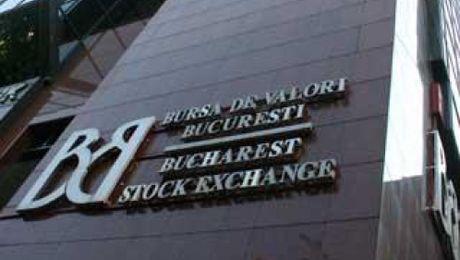 BURSA DE VALORI
BUCURESTI
BUCHAREST
STOCK EXCHANGE